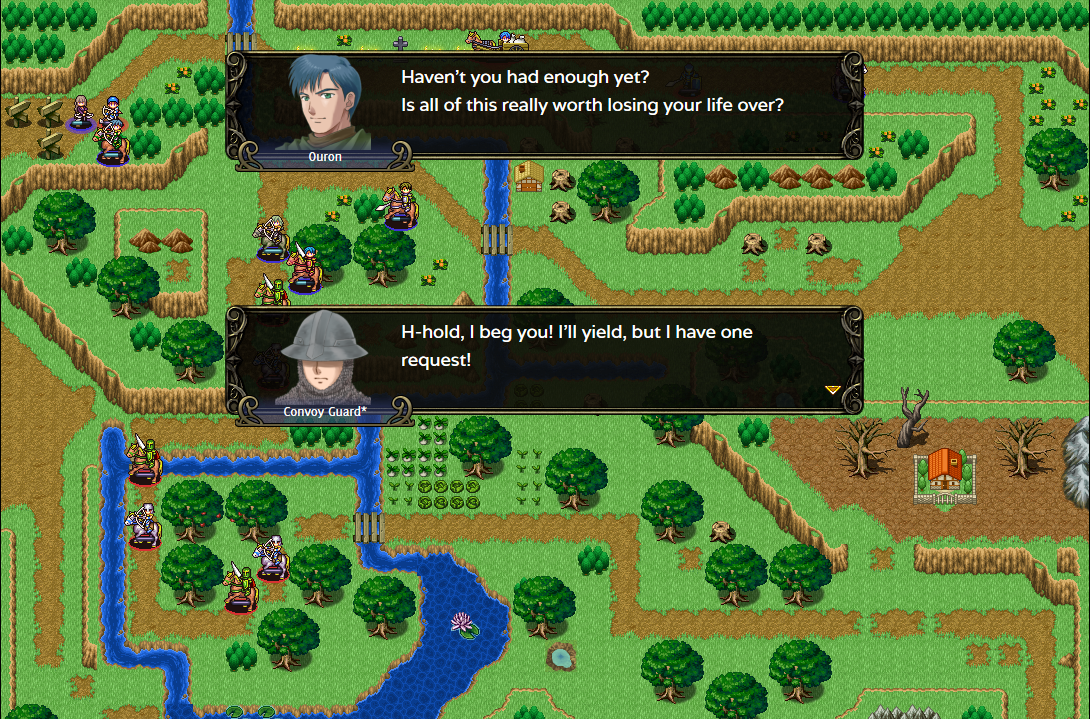 Haven't you had enough yet?
Is all of this really worth losing your life over?
Ouron
H-hold, I beg you! I'll yield, but I have one
request!
Convoy Guard*